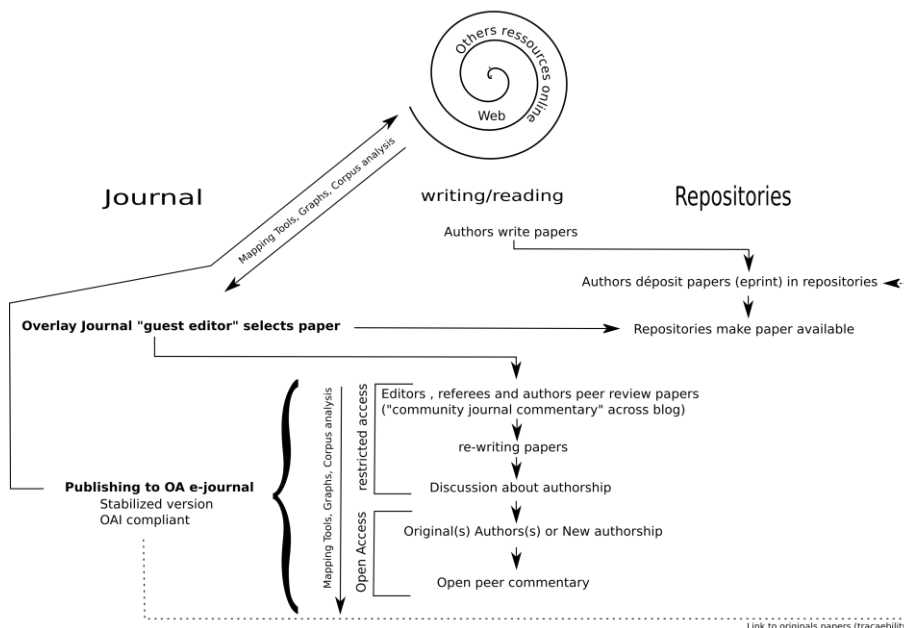 Others ressources online
Web
Mapping Tools, Graphs, Corpus analysis
Journal
writing/reading
Repositories
Authors write papers
Authors déposit papers (eprint) in repositories
Overlay Journal "guest editor" selects paper
Repositories make paper available
Mapping Tools, Graphs, Corpus analysis
restricted access
Editors , referees and authors peer review papers
("community journal commentary" across blog)
re-writing papers
Discussion about authorship
Publishing to OA e-journal
Stabilized version
OAI compliant
Open Access
Original(s) Authors(s) or New authorship
Open peer commentary
Link to originals papers (tracaebility